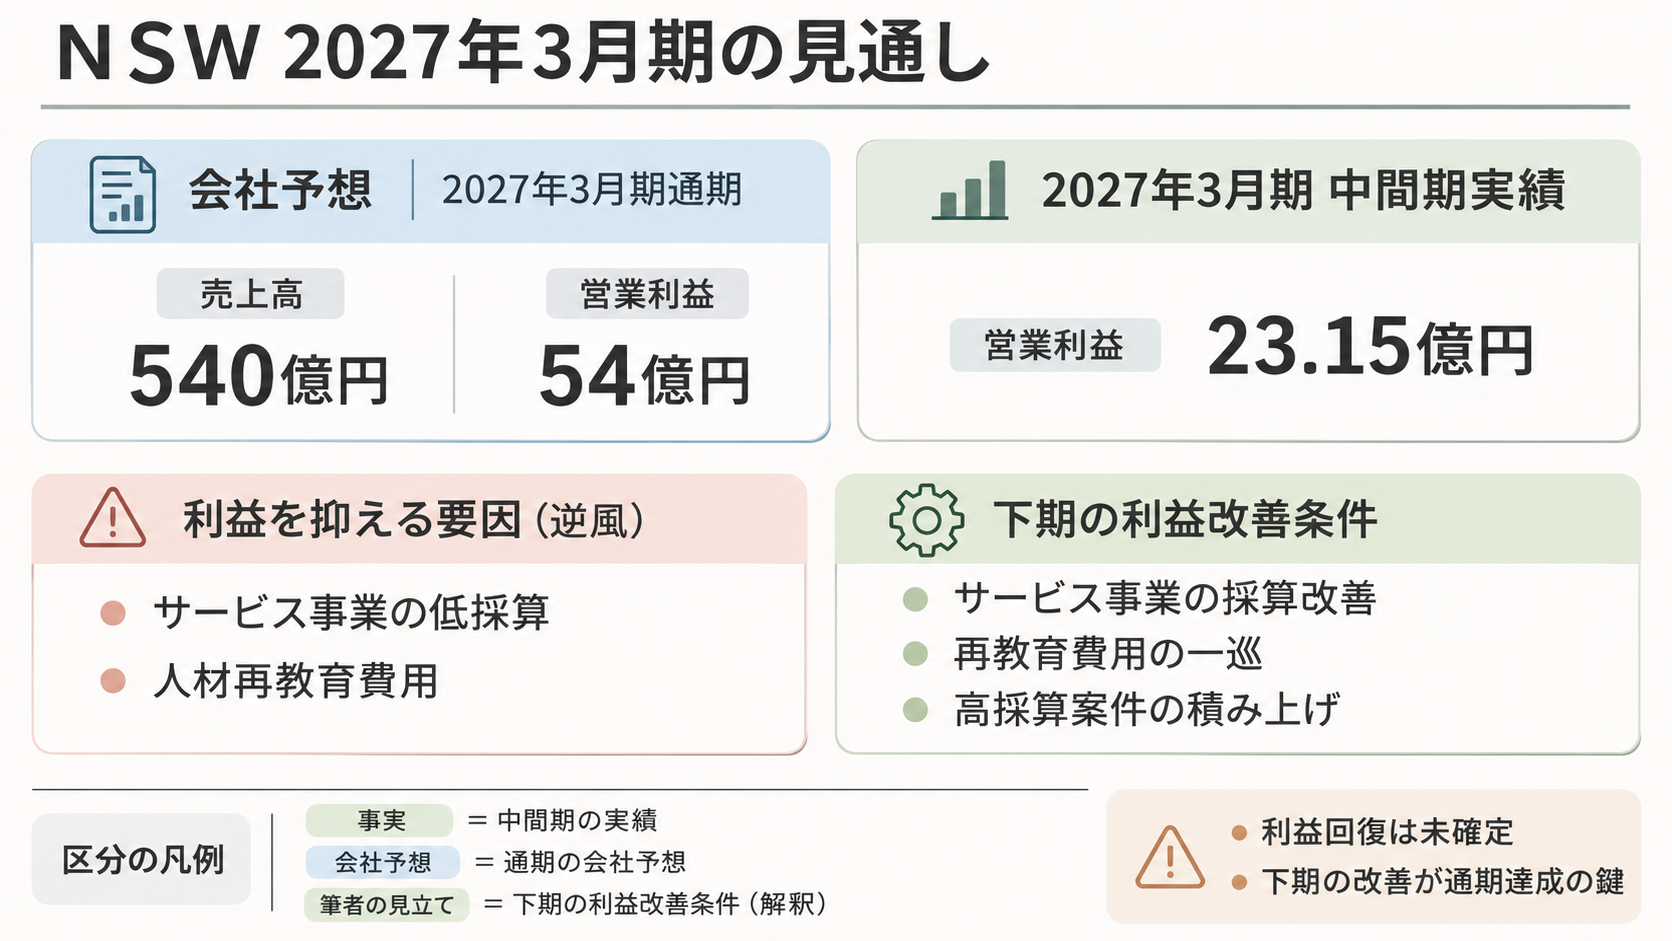 NSW 2027年3月期の見通し
会社予想 2027年3月期通期
売上高
540億円
営業利益
54億円
2027年3月期 中間期実績
営業利益 23.15億円
利益を抑える要因（逆風）
サービス事業の低採算
人材再教育費用
下期の利益改善条件
サービス事業の採算改善
再教育費用の一巡
高採算案件の積み上げ
区分の凡例
事実 ＝ 中間期の実績
会社予想 ＝ 通期の会社予想
筆者の見立て ＝ 下期の利益改善条件（解釈）
利益回復は未確定
下期の改善が通期達成の鍵